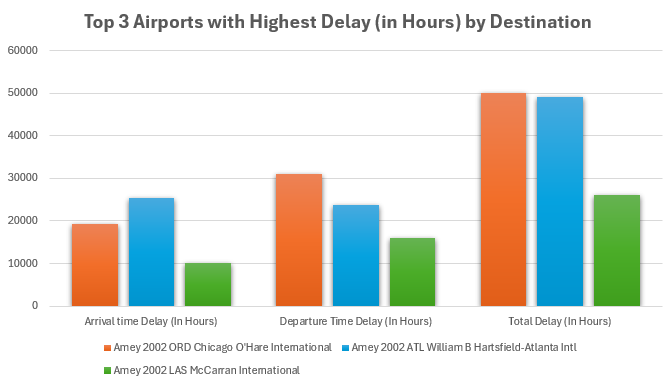 Top 3 Airports with Highest Delay (in Hours) by Destination
60000
50000
40000
30000
20000
10000
0
Arrival time Delay (In Hours)
Departure Time Delay (In Hours)
Total Delay (In Hours)
Amey 2002 ORD Chicago O'Hare International
Amey 2002 ATL William B Hartsfield-Atlanta Intl
Amey 2002 LAS McCarran International